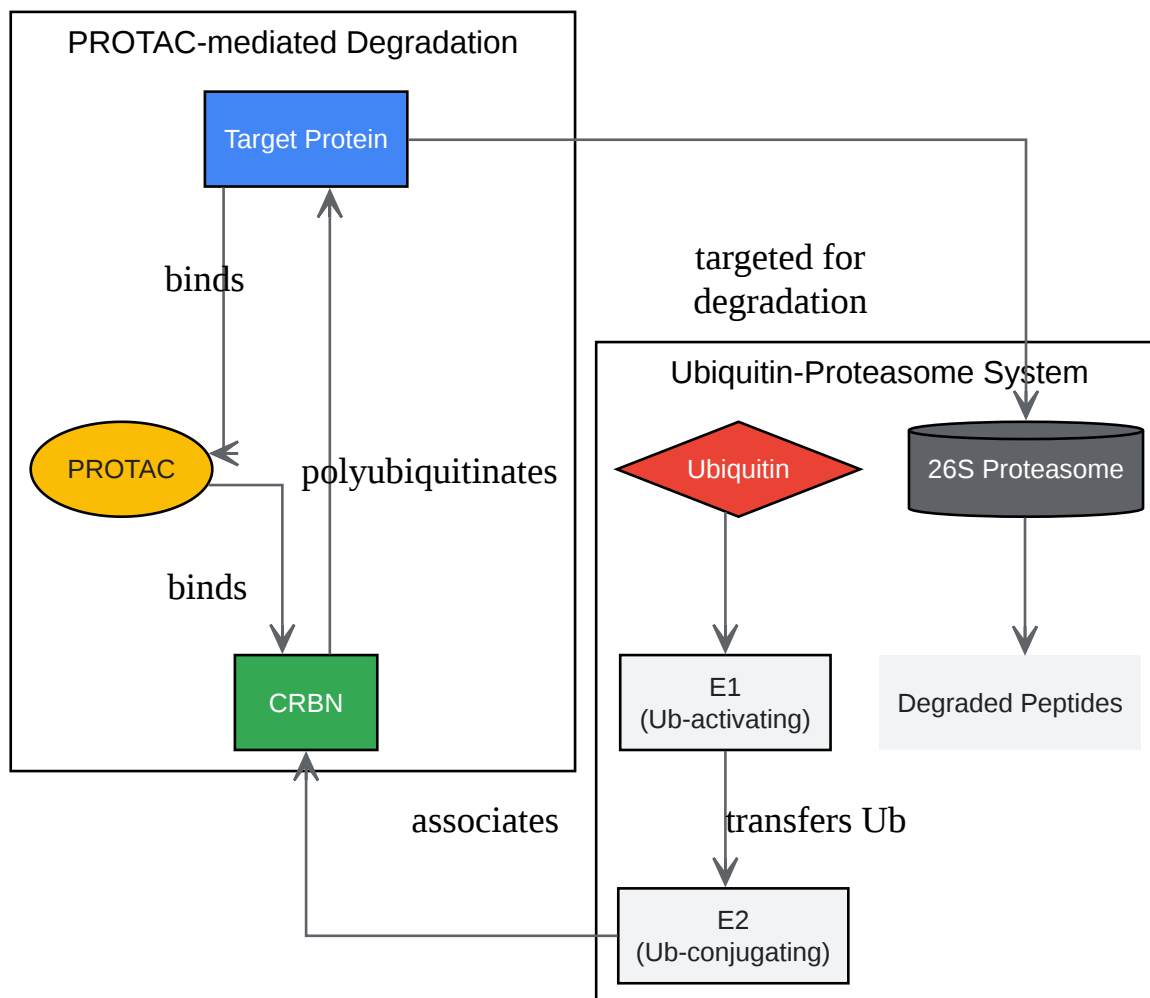 PROTAC-mediated Degradation
Target Protein
binds
targeted for
degradation
Ubiquitin-Proteasome System
PROTAC
polyubiquitinates
Ubiquitin
26S Proteasome
binds
CRBN
E1
(Ub-activating)
Degraded Peptides
associates
transfers Ub
E2
(Ub-conjugating)